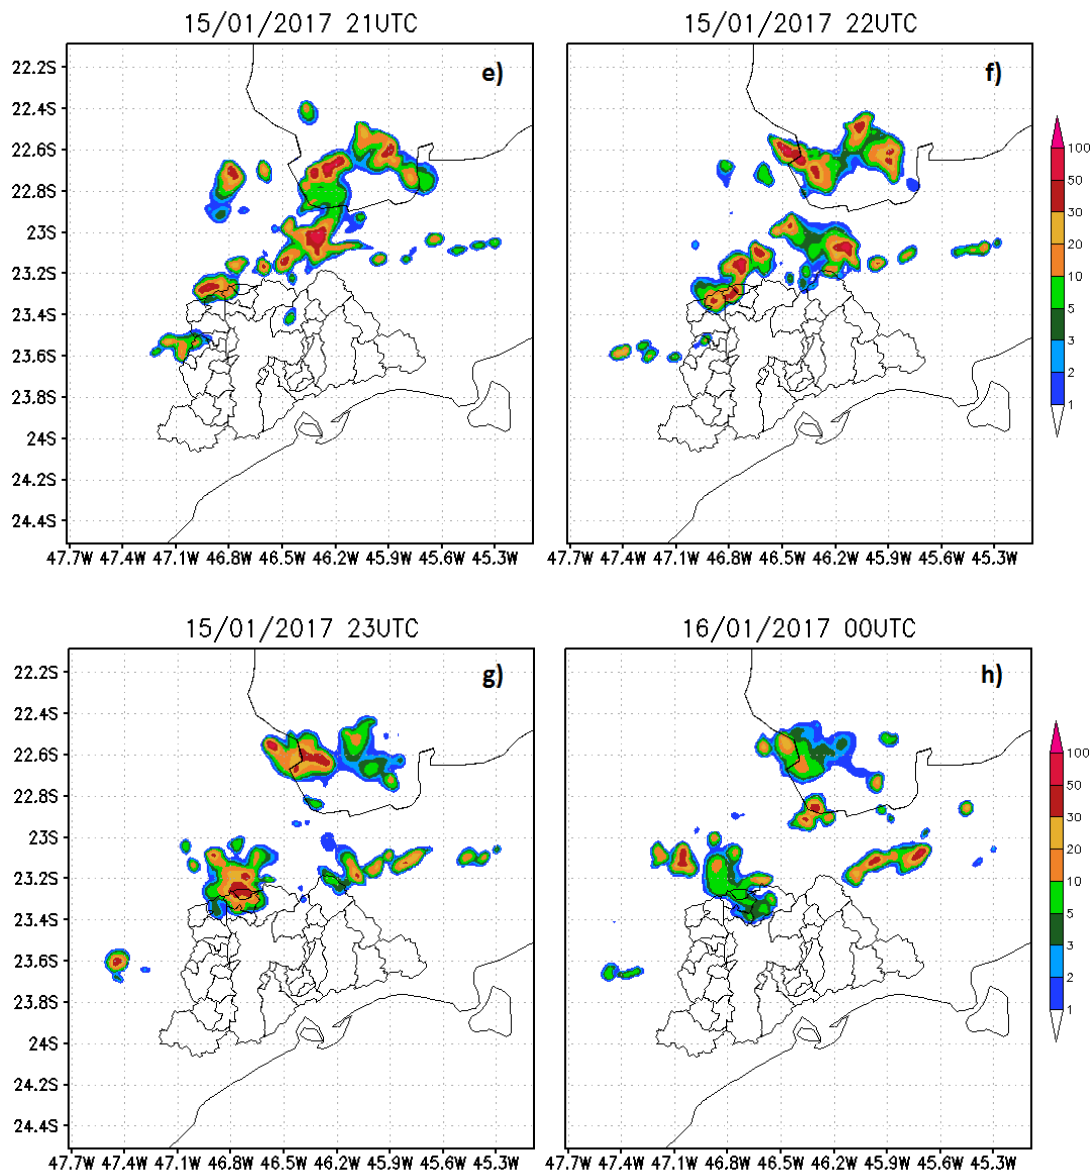 15/01/2017 21UTC
15/01/2017 22UTC
e)
f)
22.2S
22.4S
22.6S
22.8S
23S
23.2S
23.4S
23.6S
23.8S
24S
24.2S
24.4S
100
50
30
20
10
5
3
2
1
47.7W 47.4W 47.1W 46.8W 46.5W 46.2W 45.9W 45.6W 45.3W
47.7W 47.4W 47.1W 46.8W 46.5W 46.2W 45.9W 45.6W 45.3W
15/01/2017 23UTC
16/01/2017 00UTC
g)
h)
22.2S
22.4S
22.6S
22.8S
23S
23.2S
23.4S
23.6S
23.8S
24S
24.2S
24.4S
100
50
30
20
10
5
3
2
1
47.7W 47.4W 47.1W 46.8W 46.5W 46.2W 45.9W 45.6W 45.3W
47.7W 47.4W 47.1W 46.8W 46.5W 46.2W 45.9W 45.6W 45.3W